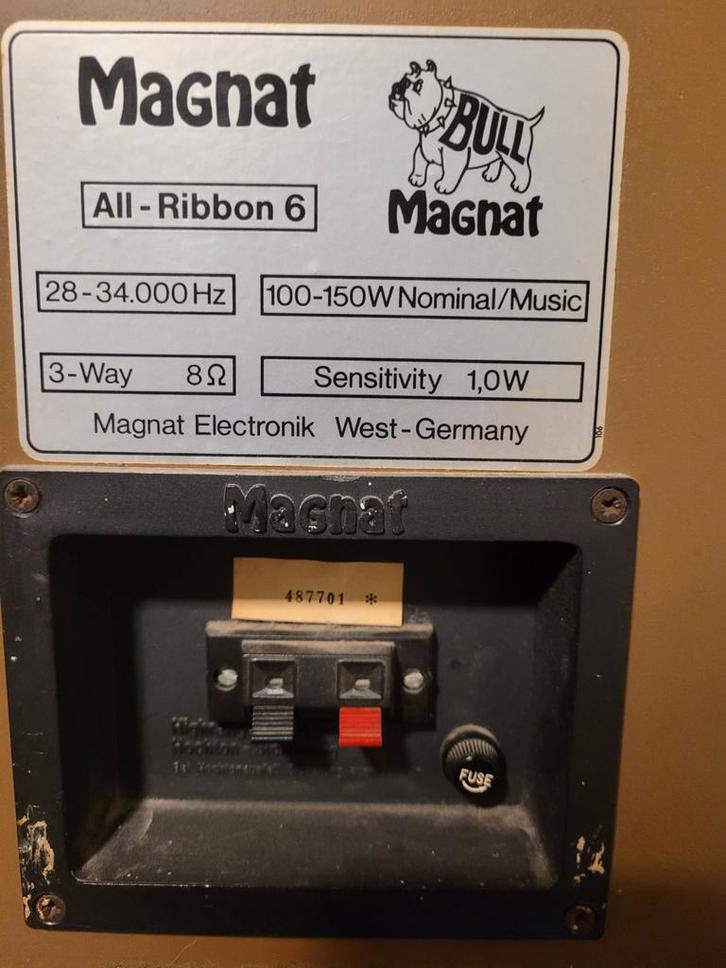 Magnat
BULL
Magnat
All - Ribbon 6
28-34.000 Hz
100-150W Nominal/Music
3-Way 8Ω
Sensitivity 1,0W
Magnat Electronik West-Germany
106
Magnat
487701 *
FUSE